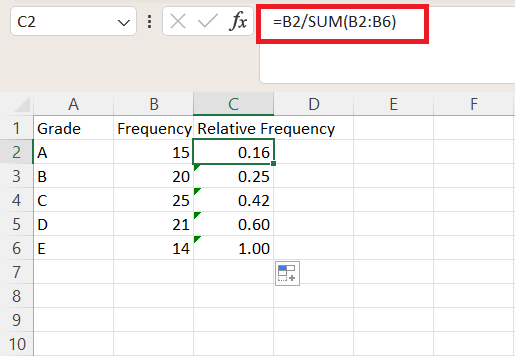 C2 fx =B2/SUM(B2:B6)
A B C D E F
1 Grade Frequency Relative Frequency
2 A 15 0.16
3 B 20 0.25
4 C 25 0.42
5 D 21 0.60
6 E 14 1.00
7
8
9
10